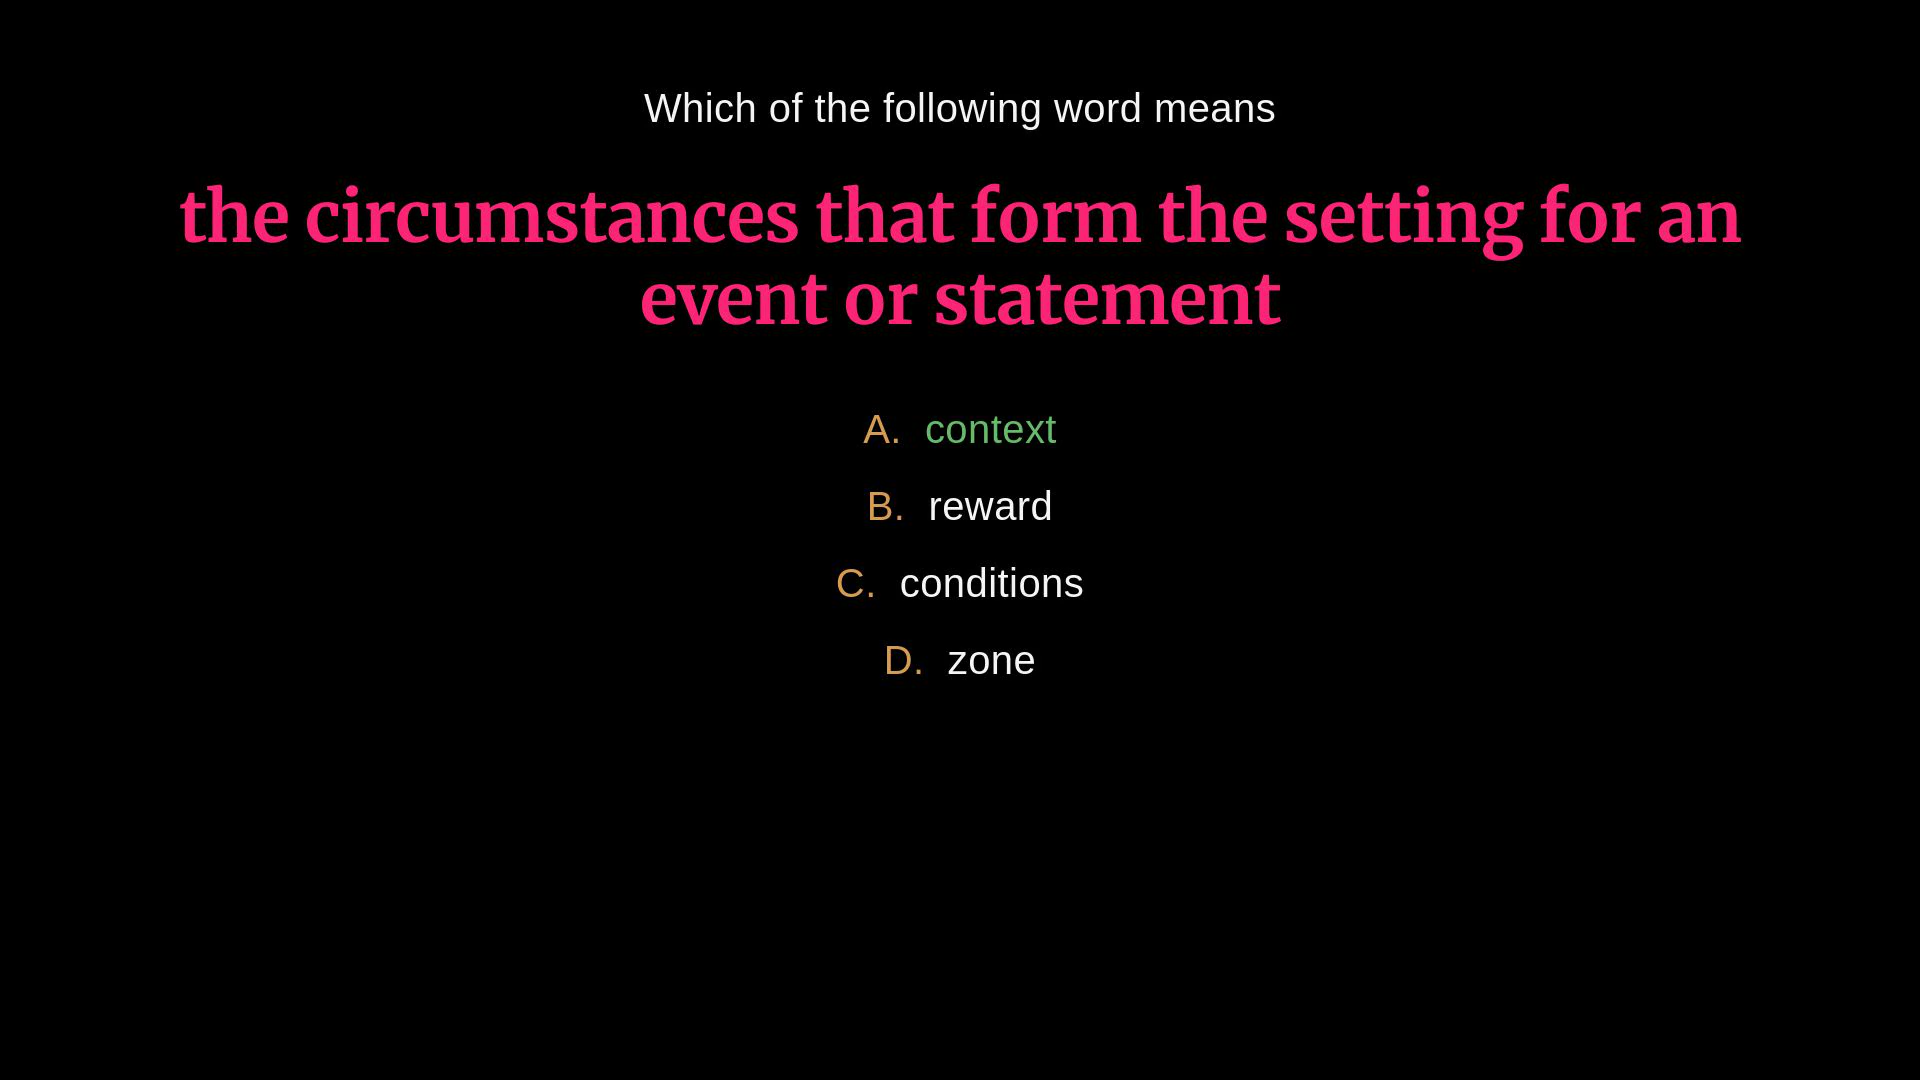 Which of the following word means
the circumstances that form the setting for an
event or statement
A. context
B. reward
C. conditions
D. zone